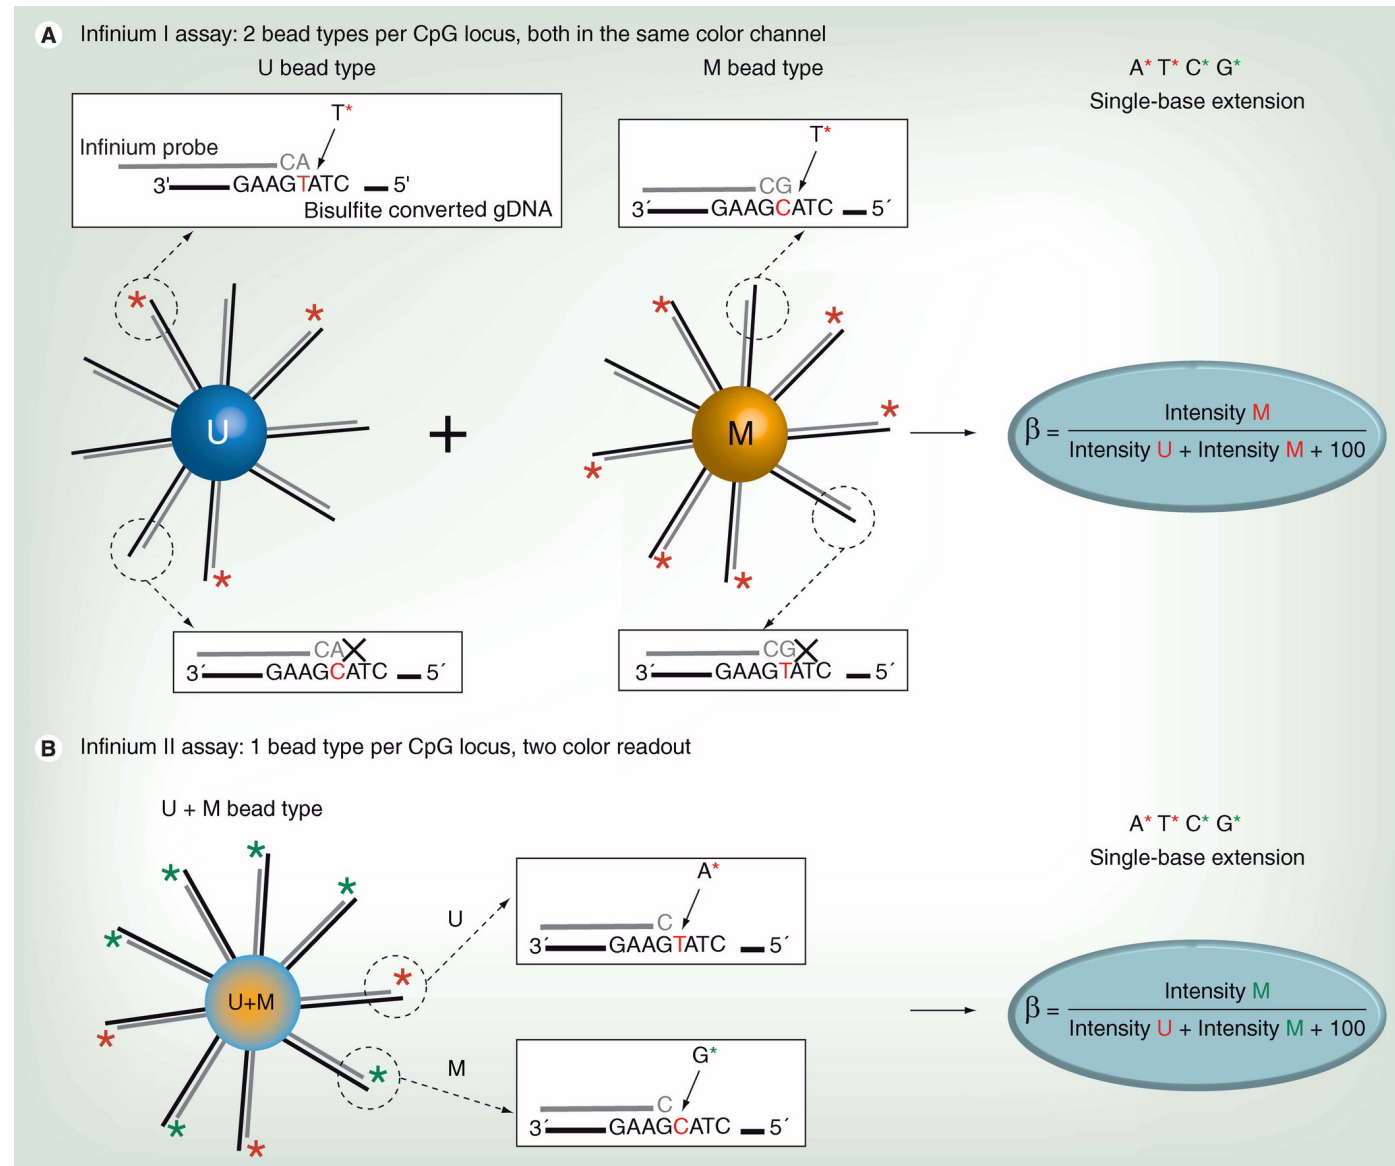 A Infinium I assay: 2 bead types per CpG locus, both in the same color channel
U bead type
M bead type
A* T* C* G*
Single-base extension
T*
Infinium probe
CA
3' GAAGTATC 5'
Bisulfite converted gDNA
T*
CG
3´ GAAGCATC 5´
* *
U
*
+
* *
*
M
*
* *
β = Intensity M
Intensity U + Intensity M + 100
CA
3´ GAAGCATC 5´
CG
3´ GAAGTATC 5´
B Infinium II assay: 1 bead type per CpG locus, two color readout
U + M bead type
A* T* C* G*
Single-base extension
* * *
*
*
U+M
*
*
* *
U
A*
C
3´ GAAGTATC 5´
M
G*
C
3´ GAAGCATC 5´
β = Intensity M
Intensity U + Intensity M + 100